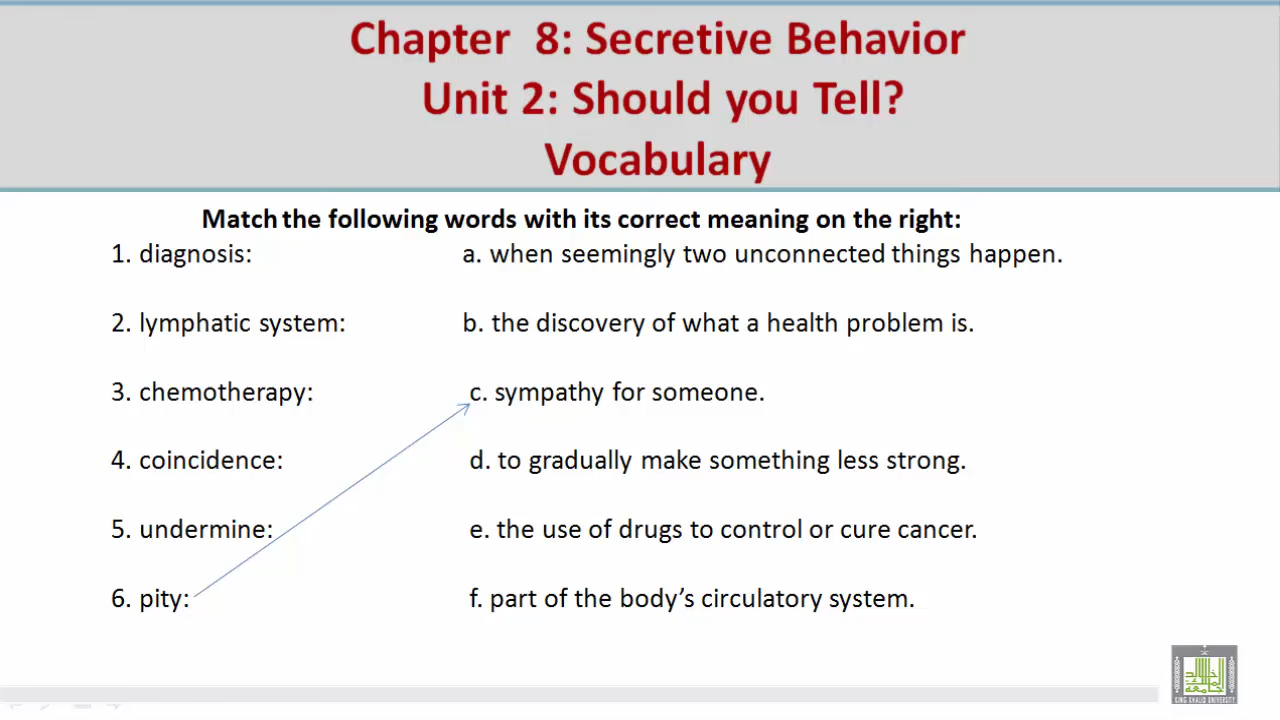 Chapter 8: Secretive Behavior
Unit 2: Should you Tell?
Vocabulary
Match the following words with its correct meaning on the right:
1. diagnosis: a. when seemingly two unconnected things happen.
2. lymphatic system: b. the discovery of what a health problem is.
3. chemotherapy: c. sympathy for someone.
4. coincidence: d. to gradually make something less strong.
5. undermine: e. the use of drugs to control or cure cancer.
6. pity: f. part of the body’s circulatory system.
KING KHALID UNIVERSITY